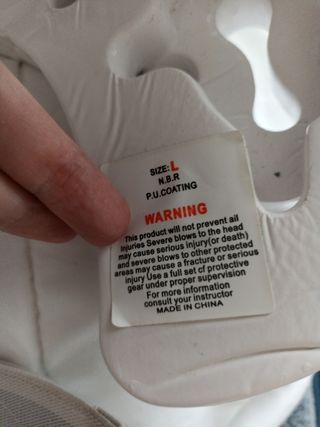 SIZE: L
N.B.R
P.U.COATING
WARNING
This product will not prevent all
injuries Severe blows to the head
may cause serious injury(or death)
and severe blows to other protected
areas may cause a fracture or serious
injury Use a full set of protective
gear under proper supervision
For more information
consult your instructor
MADE IN CHINA